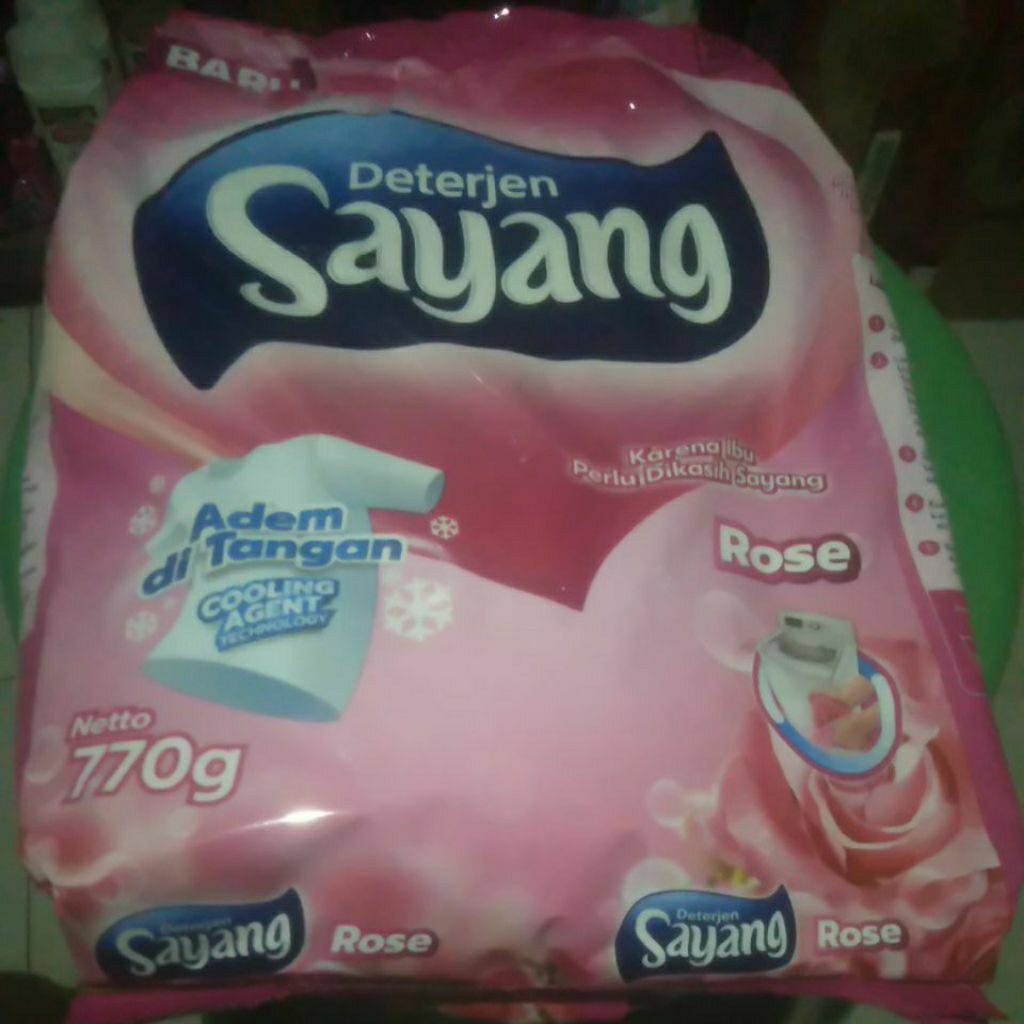 BARU
Deterjen
Sayang
Karena Ibu
Perlu Dikasih Sayang
Adem
di Tangan
COOLING
AGENT
TECHNOLOGY
Rose
Netto
770g
Deterjen
Sayang
Rose
Deterjen
Sayang
Rose